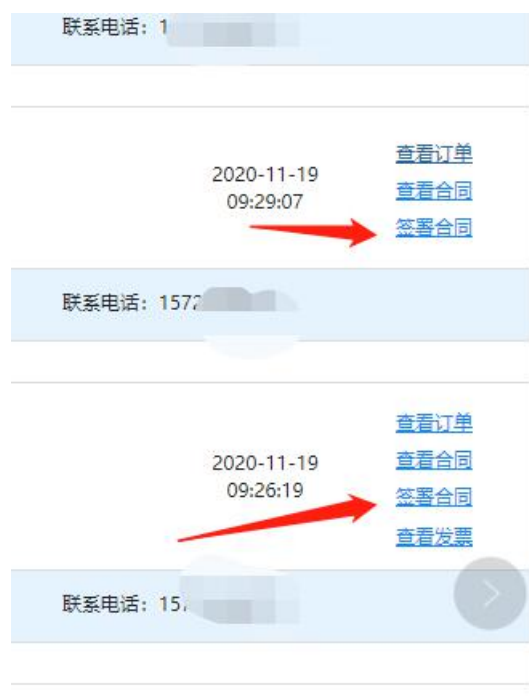 联系电话：1
2020-11-19
09:29:07
查看订单
查看合同
签署合同
联系电话：1572
2020-11-19
09:26:19
查看订单
查看合同
签署合同
查看发票
联系电话：15